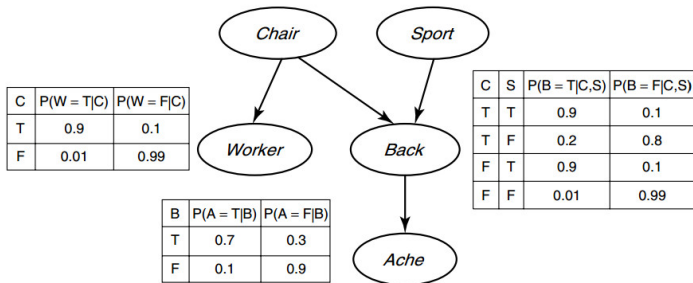 Chair
Sport
C P(W = T|C) P(W = F|C)
T 0.9 0.1
F 0.01 0.99
Worker
Back
C S P(B = T|C,S) P(B = F|C,S)
T T 0.9 0.1
T F 0.2 0.8
F T 0.9 0.1
F F 0.01 0.99
B P(A = T|B) P(A = F|B)
T 0.7 0.3
F 0.1 0.9
Ache